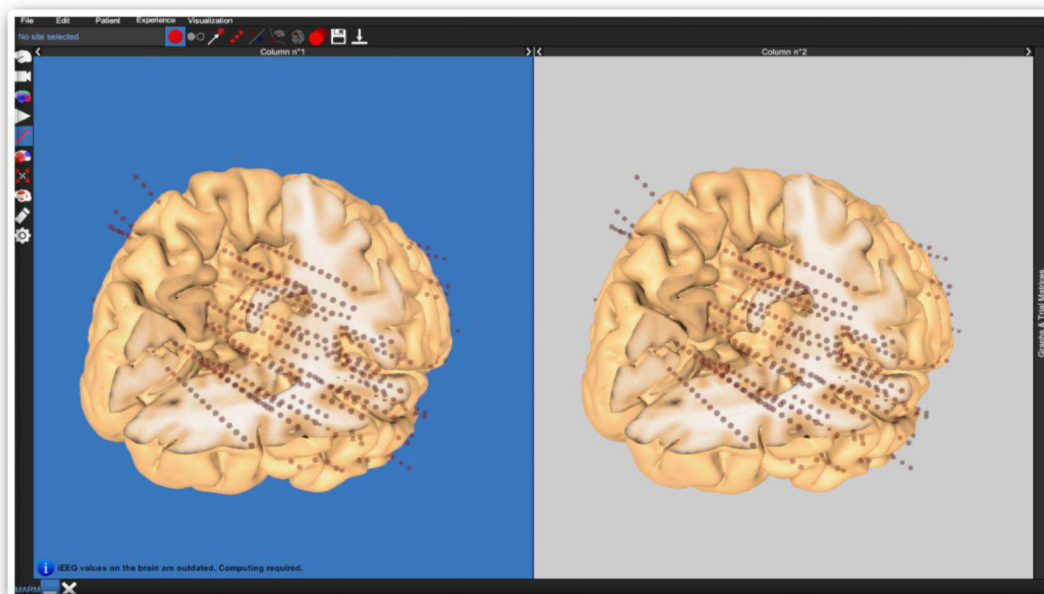 File Edit Patient Experience Visualization
No site selected
Column n°1
Column n°2
Graphs & Trial Matrices
i
iEEG values on the brain are outdated. Computing required.
MARM